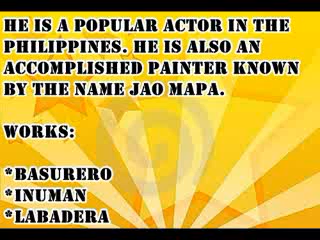 HE IS A POPULAR ACTOR IN THE
PHILIPPINES. HE IS ALSO AN
ACCOMPLISHED PAINTER KNOWN
BY THE NAME JAO MAPA.
WORKS:
*BASURERO
*INUMAN
*LABADERA